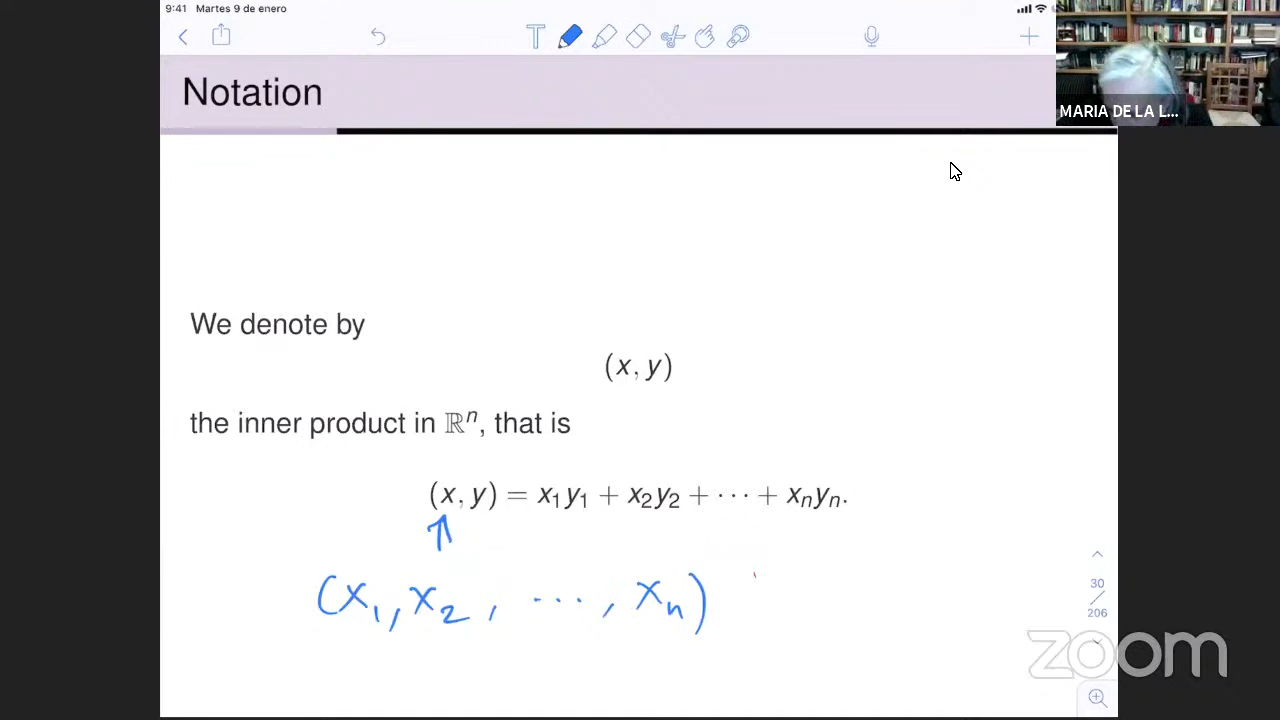 9:41 Martes 9 de enero
Notation
MARIA DE LA L...
We denote by
(x, y)
the inner product in ℝⁿ, that is
(x, y) = x₁y₁ + x₂y₂ + ··· + xₙyₙ.
(x₁, x₂, ..., xₙ)
30
206
zoom